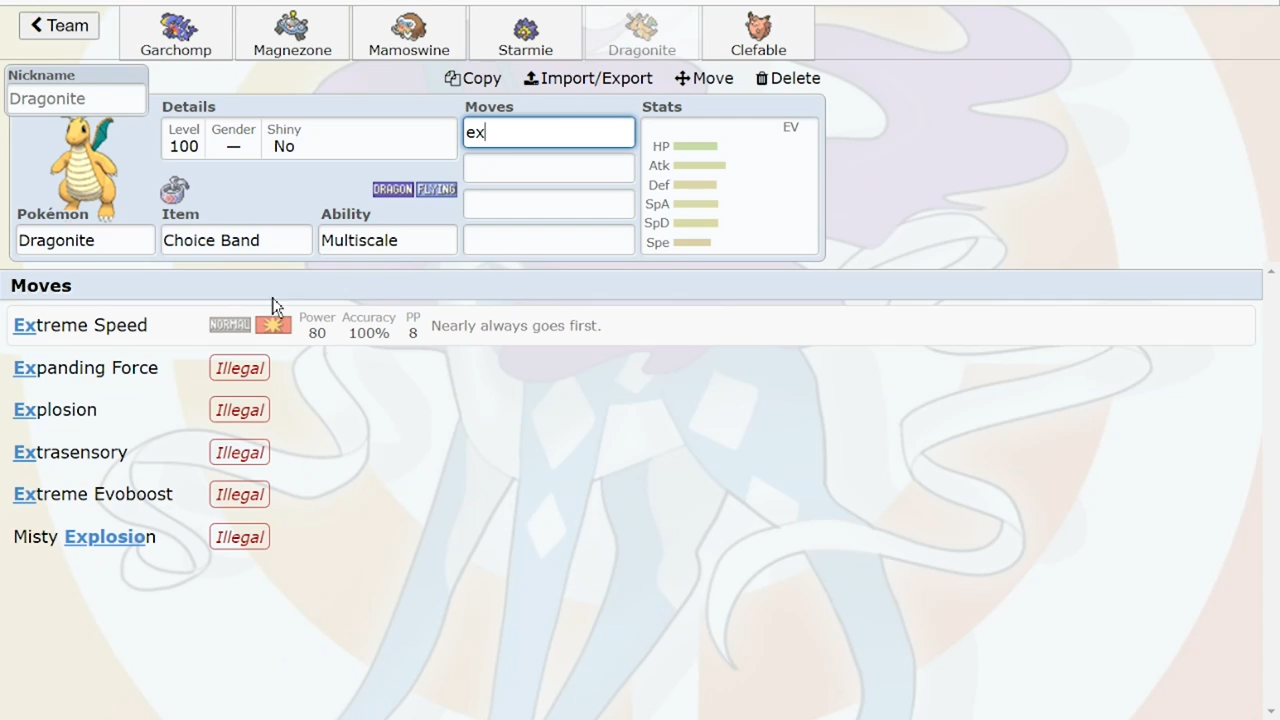 Team
Garchomp
Magnezone
Mamoswine
Starmie
Dragonite
Clefable
Copy
Import/Export
Move
Delete
Nickname
Dragonite
Details
Level
100
Gender
—
Shiny
No
DRAGON FLYING
Pokémon
Dragonite
Item
Choice Band
Ability
Multiscale
Moves
ex
Stats
EV
HP
Atk
Def
SpA
SpD
Spe
Moves
Extreme Speed NORMAL Power 80 Accuracy 100% PP 8 Nearly always goes first.
Expanding Force Illegal
Explosion Illegal
Extrasensory Illegal
Extreme Evoboost Illegal
Misty Explosion Illegal